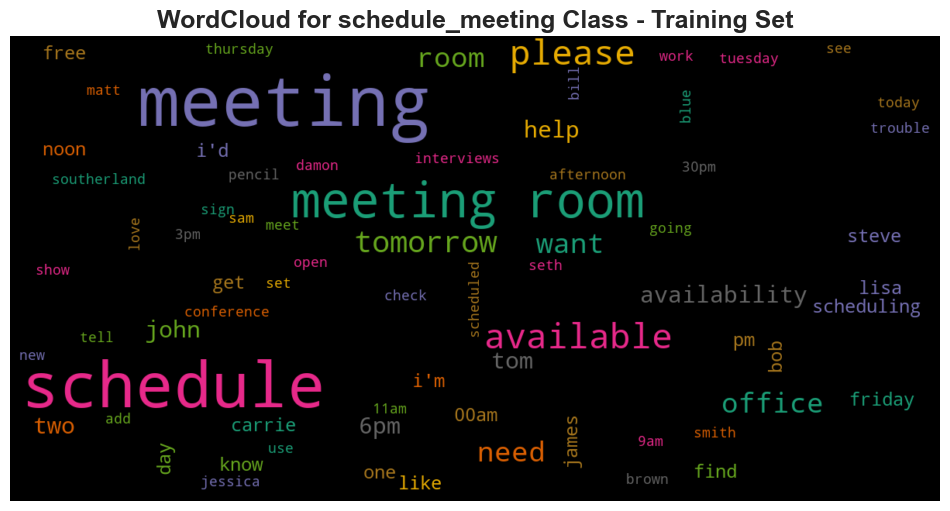 WordCloud for schedule_meeting Class - Training Set
free
thursday
room
please
work
tuesday
see
matt
meeting
bill
blue
today
help
trouble
noon
i'd
damon
interviews
southerland
pencil
afternoon
30pm
sign
sam
meet
meeting room
love
3pm
tomorrow
want
going
steve
show
open
seth
get
set
check
scheduled
availability
lisa
scheduling
conference
john
tell
available
pm
new
tom
bob
schedule
i'm
office
friday
two
add
carrie
11am
6pm
00am
james
9am
smith
day
know
use
need
jessica
one
like
brown
find